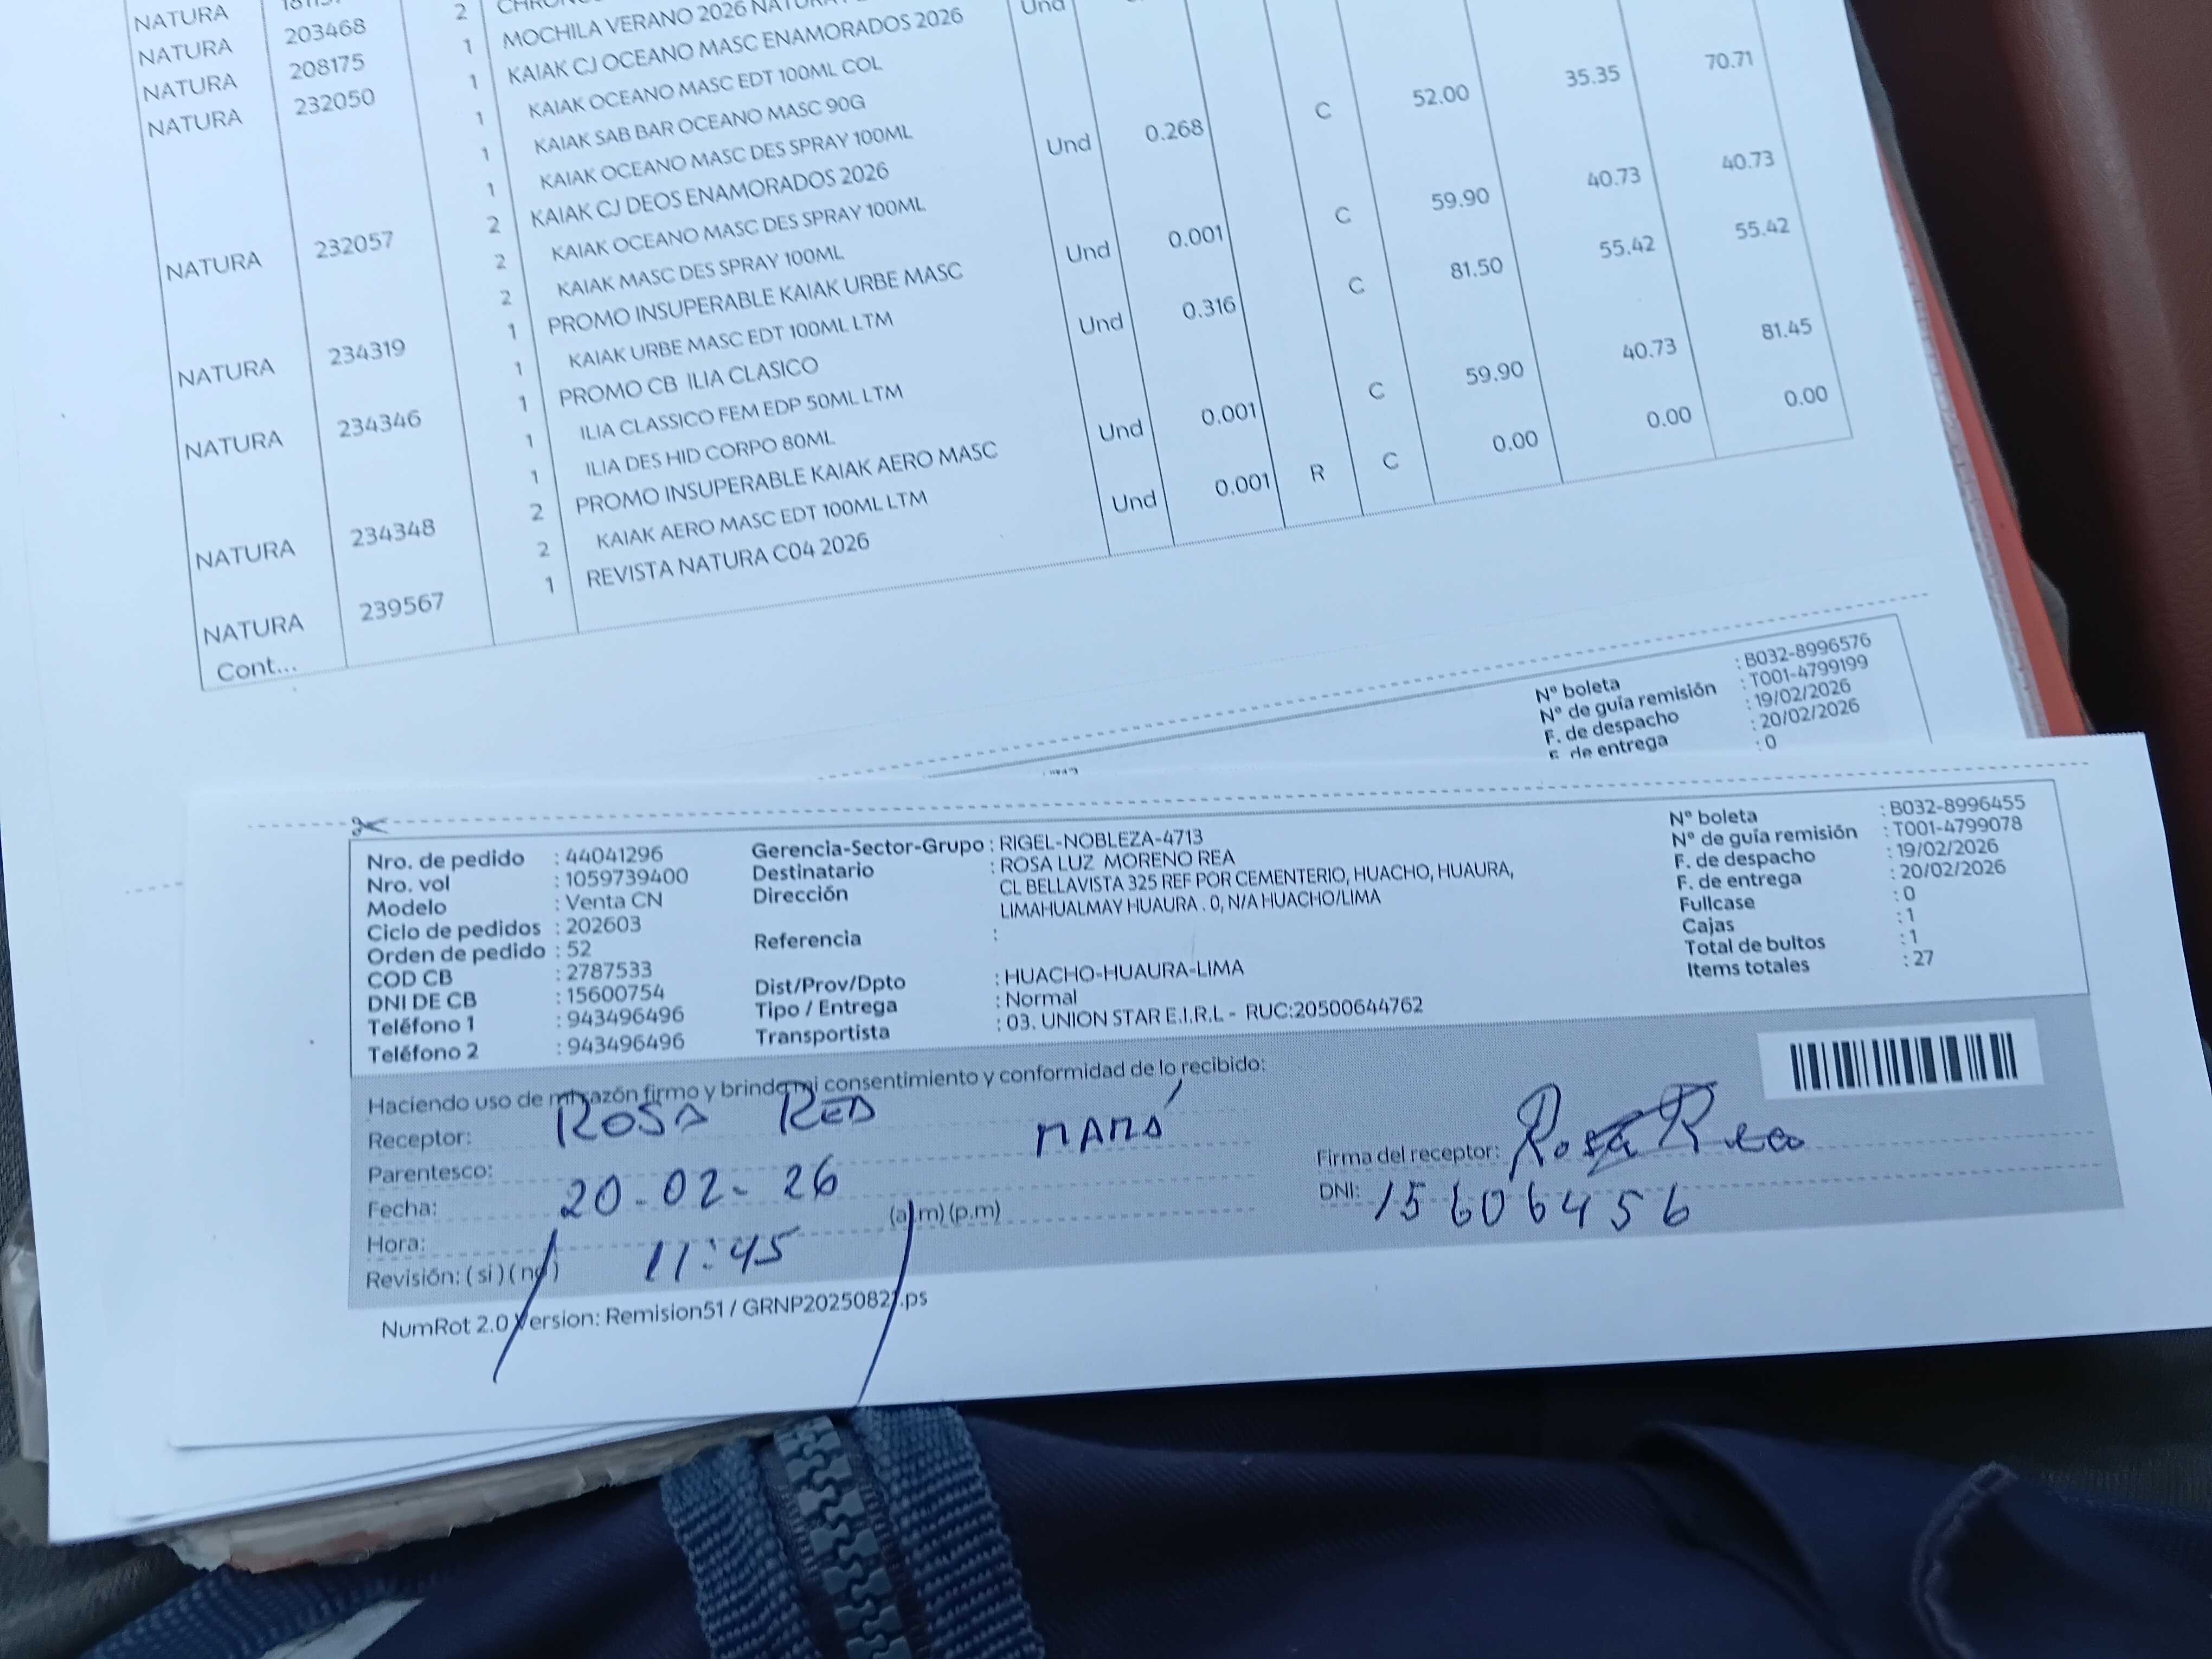 NATURA
NATURA 203468 2 CHRONOS
NATURA 208175 1 MOCHILA VERANO 2026 Und
NATURA 232050 1 KAIAK CJ OCEANO MASC ENAMORADOS 2026
1 KAIAK OCEANO MASC EDT 100ML COL
1 KAIAK SAB BAR OCEANO MASC 90G
1 KAIAK OCEANO MASC DES SPRAY 100ML
NATURA 232057 2 KAIAK CJ DEOS ENAMORADOS 2026 Und 0.268 C 52.00 35.35 70.71
2 KAIAK OCEANO MASC DES SPRAY 100ML
2 KAIAK MASC DES SPRAY 100ML
NATURA 234319 1 PROMO INSUPERABLE KAIAK URBE MASC Und 0.001 C 59.90 40.73 40.73
1 KAIAK URBE MASC EDT 100ML LTM
NATURA 234346 1 PROMO CB ILIA CLASICO Und 0.316 C 81.50 55.42 55.42
1 ILIA CLASSICO FEM EDP 50ML LTM
1 ILIA DES HID CORPO 80ML
NATURA 234348 2 PROMO INSUPERABLE KAIAK AERO MASC Und 0.001 C 59.90 40.73 81.45
2 KAIAK AERO MASC EDT 100ML LTM
NATURA 239567 1 REVISTA NATURA C04 2026 Und 0.001 R C 0.00 0.00 0.00
Cont...
N° boleta : B032-8996576
N° de guía remisión : T001-4799199
F. de despacho : 19/02/2026
F. de entrega : 20/02/2026
: 0
Nro. de pedido : 44041296
Nro. vol : 1059739400
Modelo : Venta CN
Ciclo de pedidos : 202603
Orden de pedido : 52
COD CB : 2787533
DNI DE CB : 15600754
Teléfono 1 : 943496496
Teléfono 2 : 943496496
Gerencia-Sector-Grupo : RIGEL-NOBLEZA-4713
Destinatario : ROSA LUZ MORENO REA
Dirección CL BELLAVISTA 325 REF POR CEMENTERIO, HUACHO, HUAURA,
LIMAHUALMAY HUAURA . 0, N/A HUACHO/LIMA
Referencia :
Dist/Prov/Dpto : HUACHO-HUAURA-LIMA
Tipo / Entrega : Normal
Transportista : 03. UNION STAR E.I.R.L - RUC:20500644762
N° boleta : B032-8996455
N° de guía remisión : T001-4799078
F. de despacho : 19/02/2026
F. de entrega : 20/02/2026
Fullcase : 0
Cajas : 1
Total de bultos : 1
Items totales : 27
Haciendo uso de mi razón firmo y brindo mi consentimiento y conformidad de lo recibido:
Receptor: ROSA REA
Parentesco: MAMÁ
Fecha: 20-02-26
Hora: 11:45 (a.m) (p.m)
Revisión: ( si ) ( no )
Firma del receptor: Rosa Rea
DNI: 15606456
NumRot 2.0 Version: Remision51 / GRNP20250821.ps